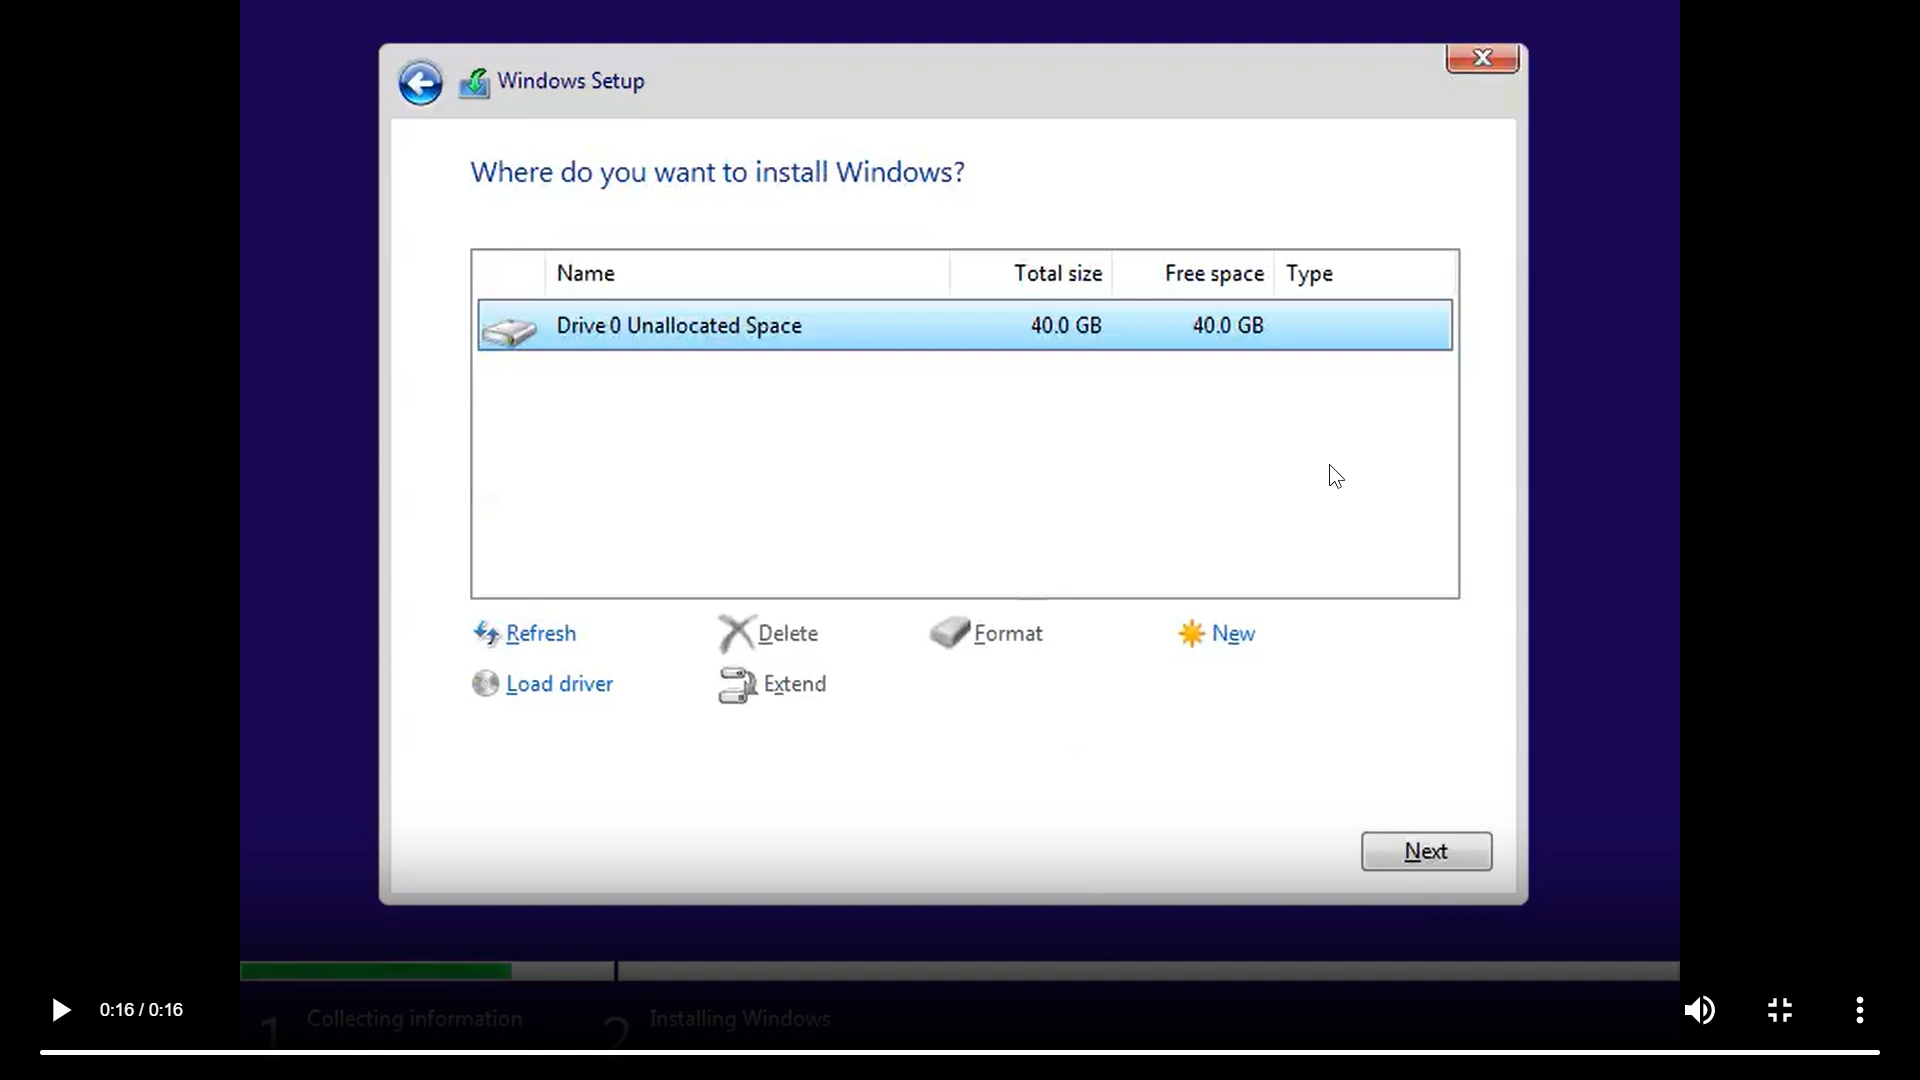 Windows Setup
Where do you want to install Windows?
Name Total size Free space Type
Drive 0 Unallocated Space 40.0 GB 40.0 GB
Refresh Delete Format New
Load driver Extend
Next
1 Collecting information 2 Installing Windows
0:16 / 0:16